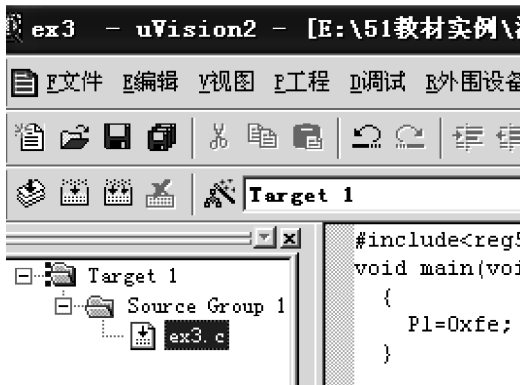 ex3 - uVision2 - [E:\51教材实例\
F文件 E编辑 V视图 P工程 D调试 R外围设备
Target 1
#include<reg5
void main(voi
{
P1=0xfe;
}
Target 1
Source Group 1
ex3.c